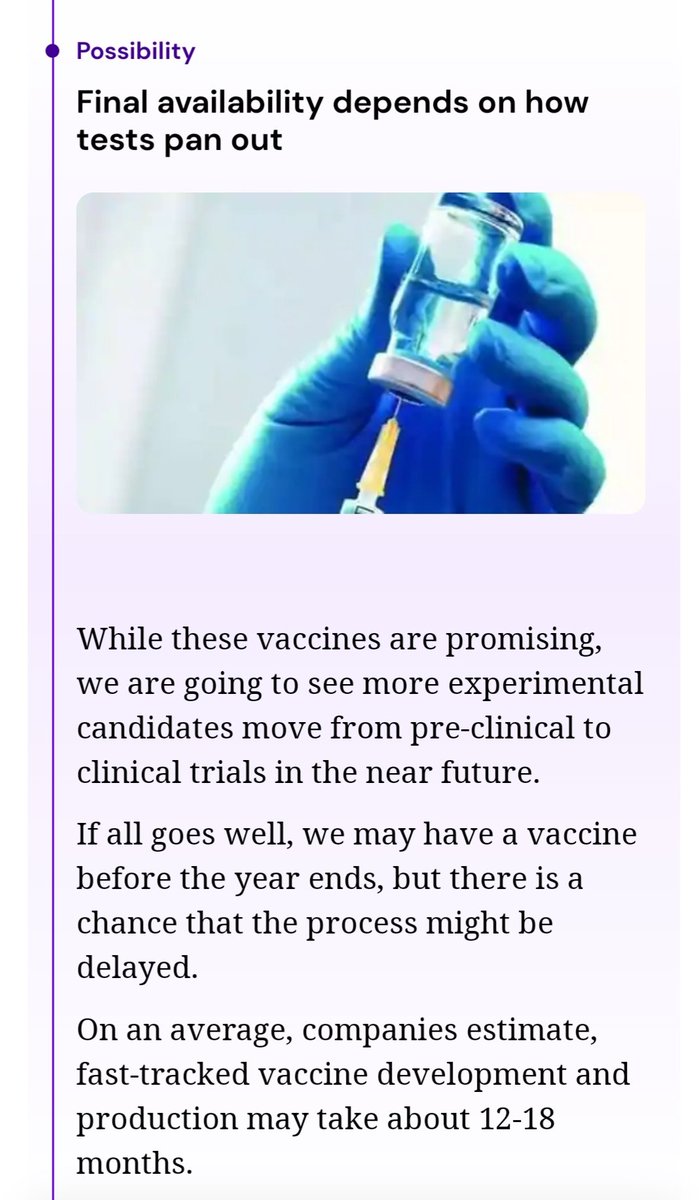 Possibility
Final availability depends on how
tests pan out
While these vaccines are promising,
we are going to see more experimental
candidates move from pre-clinical to
clinical trials in the near future.
If all goes well, we may have a vaccine
before the year ends, but there is a
chance that the process might be
delayed.
On an average, companies estimate,
fast-tracked vaccine development and
production may take about 12-18
months.